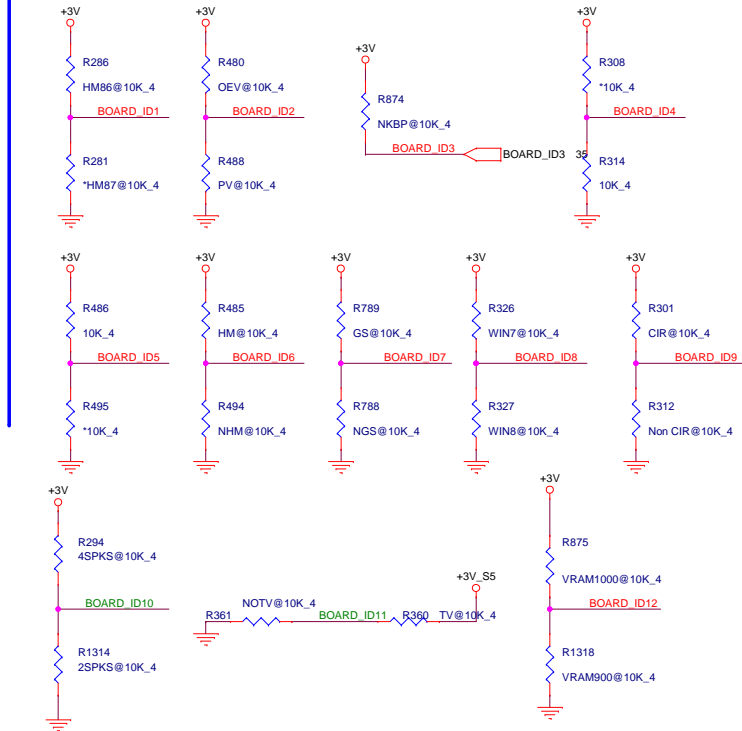 +3V
R286
HM86@10K_4
BOARD_ID1
R281
*HM87@10K_4
+3V
R480
OEV@10K_4
BOARD_ID2
R488
PV@10K_4
+3V
R874
NKBP@10K_4
BOARD_ID3
BOARD_ID3 35
+3V
R308
*10K_4
BOARD_ID4
R314
10K_4
+3V
R486
10K_4
BOARD_ID5
R495
*10K_4
+3V
R485
HM@10K_4
BOARD_ID6
R494
NHM@10K_4
+3V
R789
GS@10K_4
BOARD_ID7
R788
NGS@10K_4
+3V
R326
WIN7@10K_4
BOARD_ID8
R327
WIN8@10K_4
+3V
R301
CIR@10K_4
BOARD_ID9
R312
Non CIR@10K_4
+3V
R294
4SPKS@10K_4
BOARD_ID10
R1314
2SPKS@10K_4
+3V_S5
NOTV@10K_4
R361
BOARD_ID11
R360
TV@10K_4
+3V
R875
VRAM1000@10K_4
BOARD_ID12
R1318
VRAM900@10K_4